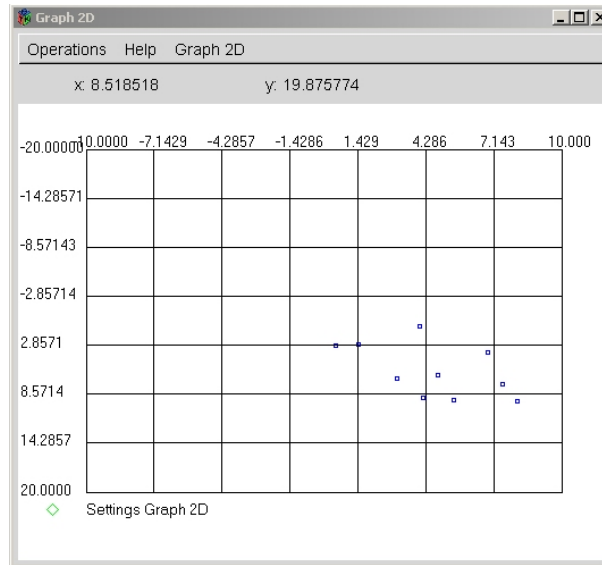 Graph 2D
Operations Help Graph 2D
x: 8.518518 y: 19.875774
-10.0000 -7.1429 -4.2857 -1.4286 1.429 4.286 7.143 10.000
-20.00000
-14.28571
-8.57143
-2.85714
2.8571
8.5714
14.2857
20.0000
Settings Graph 2D